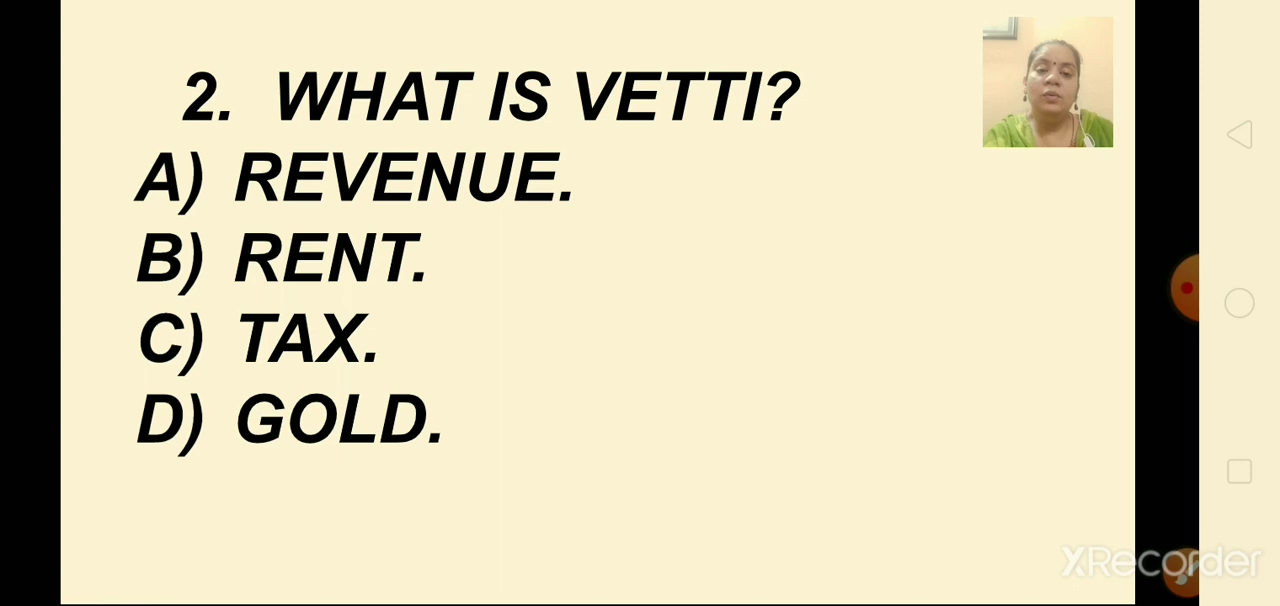 2. WHAT IS VETTI?
A) REVENUE.
B) RENT.
C) TAX.
D) GOLD.
XRecorder